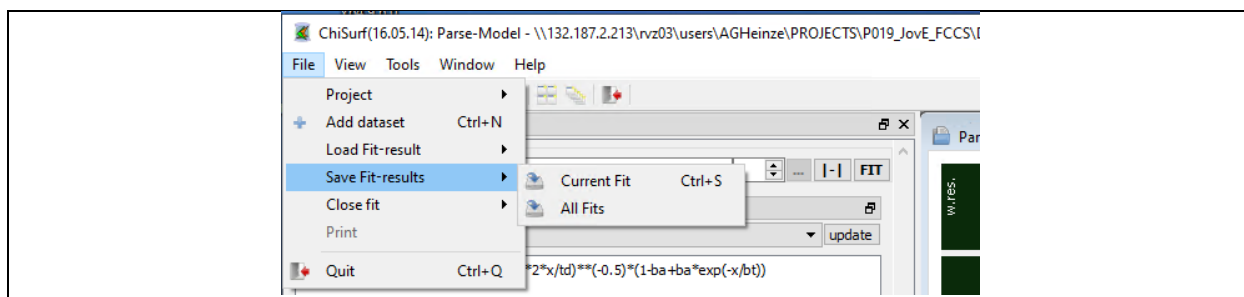 ChiSurf(16.05.14): Parse-Model - \\132.187.2.213\rvz03\users\AGHeinze\PROJECTS\P019_JovE_FCCS\
File View Tools Window Help
Project
Add dataset Ctrl+N
Load Fit-result
Par
Save Fit-results
... |-| FIT
Current Fit Ctrl+S
w.res.
Close fit
All Fits
Print
update
Quit Ctrl+Q
*2*x/td)**(-0.5)*(1-ba+ba*exp(-x/bt))